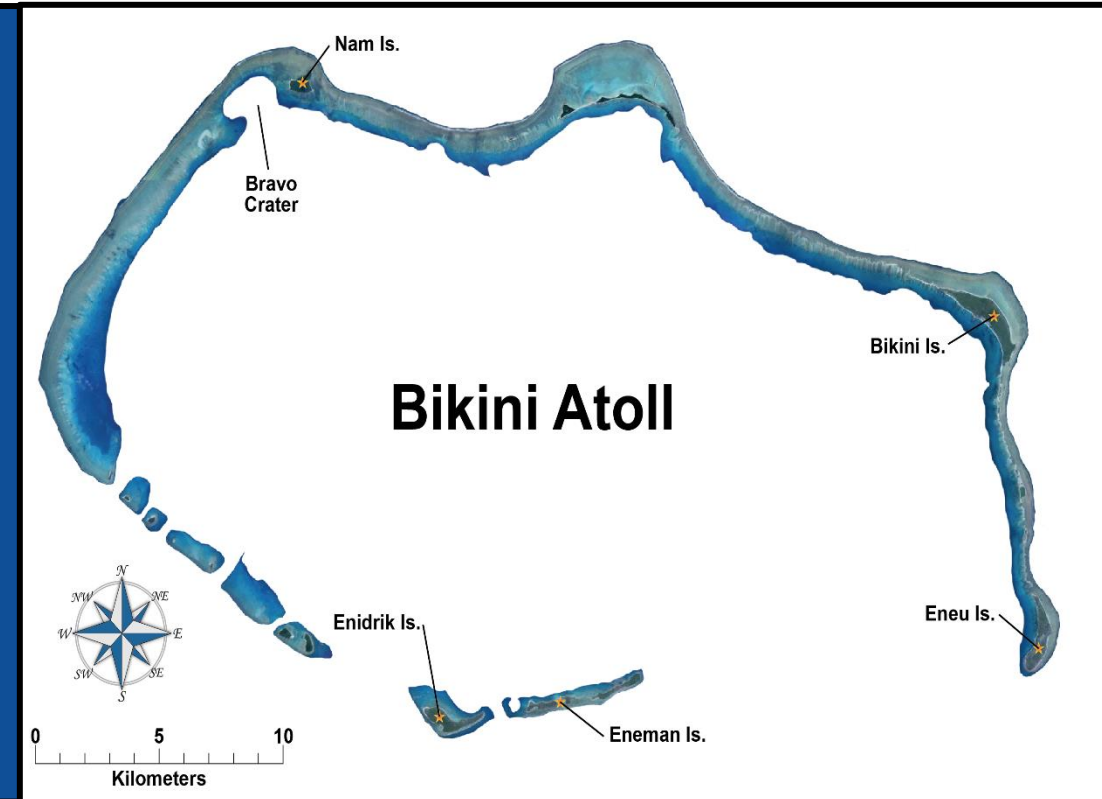 Nam Is.
Bravo
Crater
Bikini Is.
Bikini Atoll
N
NW
NE
W
E
SW
SE
S
Enidrik Is.
Eneu Is.
Eneman Is.
0 5 10
Kilometers